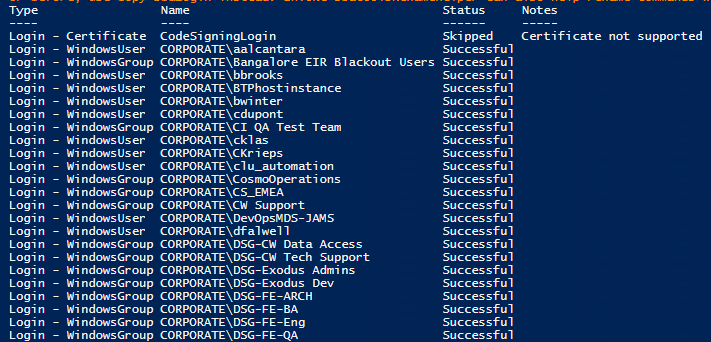 Type Name Status Notes
---- ---- ------ -----
Login - Certificate CodeSigningLogin Skipped Certificate not supported
Login - WindowsUser CORPORATE\aalcantara Successful
Login - WindowsGroup CORPORATE\Bangalore EIR Blackout Users Successful
Login - WindowsUser CORPORATE\bbrooks Successful
Login - WindowsUser CORPORATE\BTPhostinstance Successful
Login - WindowsUser CORPORATE\bwinter Successful
Login - WindowsUser CORPORATE\cdupont Successful
Login - WindowsGroup CORPORATE\CI QA Test Team Successful
Login - WindowsUser CORPORATE\cklas Successful
Login - WindowsUser CORPORATE\CKrieps Successful
Login - WindowsUser CORPORATE\clu_automation Successful
Login - WindowsGroup CORPORATE\CosmoOperations Successful
Login - WindowsGroup CORPORATE\CS_EMEA Successful
Login - WindowsGroup CORPORATE\CW Support Successful
Login - WindowsUser CORPORATE\DevOpsMDS-JAMS Successful
Login - WindowsUser CORPORATE\dfalwell Successful
Login - WindowsGroup CORPORATE\DSG-CW Data Access Successful
Login - WindowsGroup CORPORATE\DSG-CW Tech Support Successful
Login - WindowsGroup CORPORATE\DSG-Exodus Admins Successful
Login - WindowsGroup CORPORATE\DSG-Exodus Dev Successful
Login - WindowsGroup CORPORATE\DSG-FE-ARCH Successful
Login - WindowsGroup CORPORATE\DSG-FE-BA Successful
Login - WindowsGroup CORPORATE\DSG-FE-Eng Successful
Login - WindowsGroup CORPORATE\DSG-FE-QA Successful